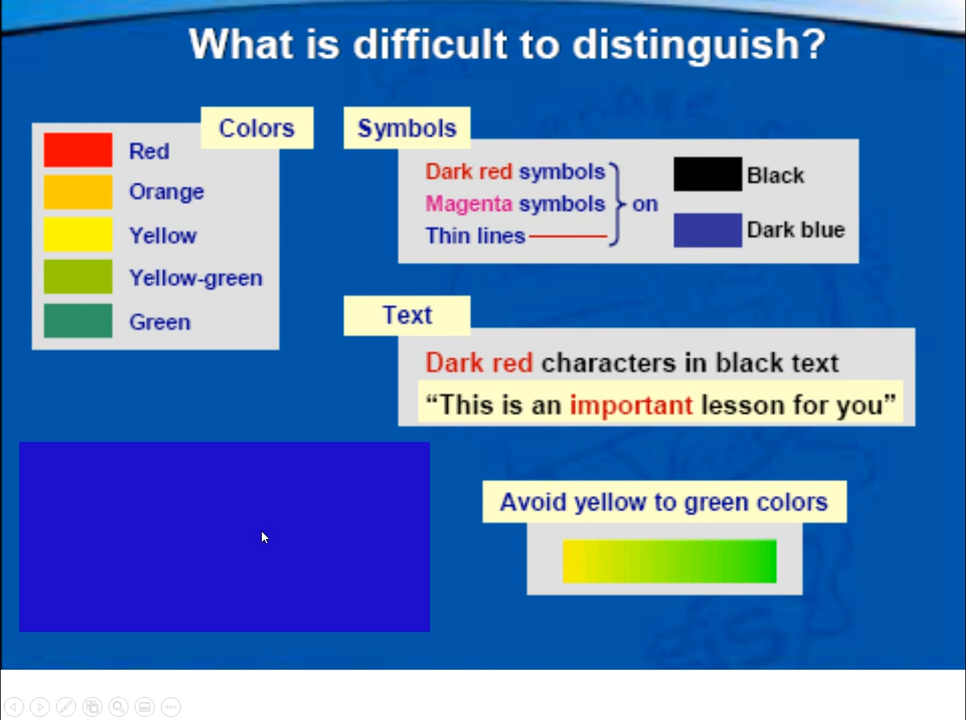 What is difficult to distinguish?
Colors
Red
Orange
Yellow
Yellow-green
Green
Symbols
Dark red symbols
Magenta symbols on
Thin lines
Black
Dark blue
Text
Dark red characters in black text
“This is an important lesson for you”
Avoid yellow to green colors